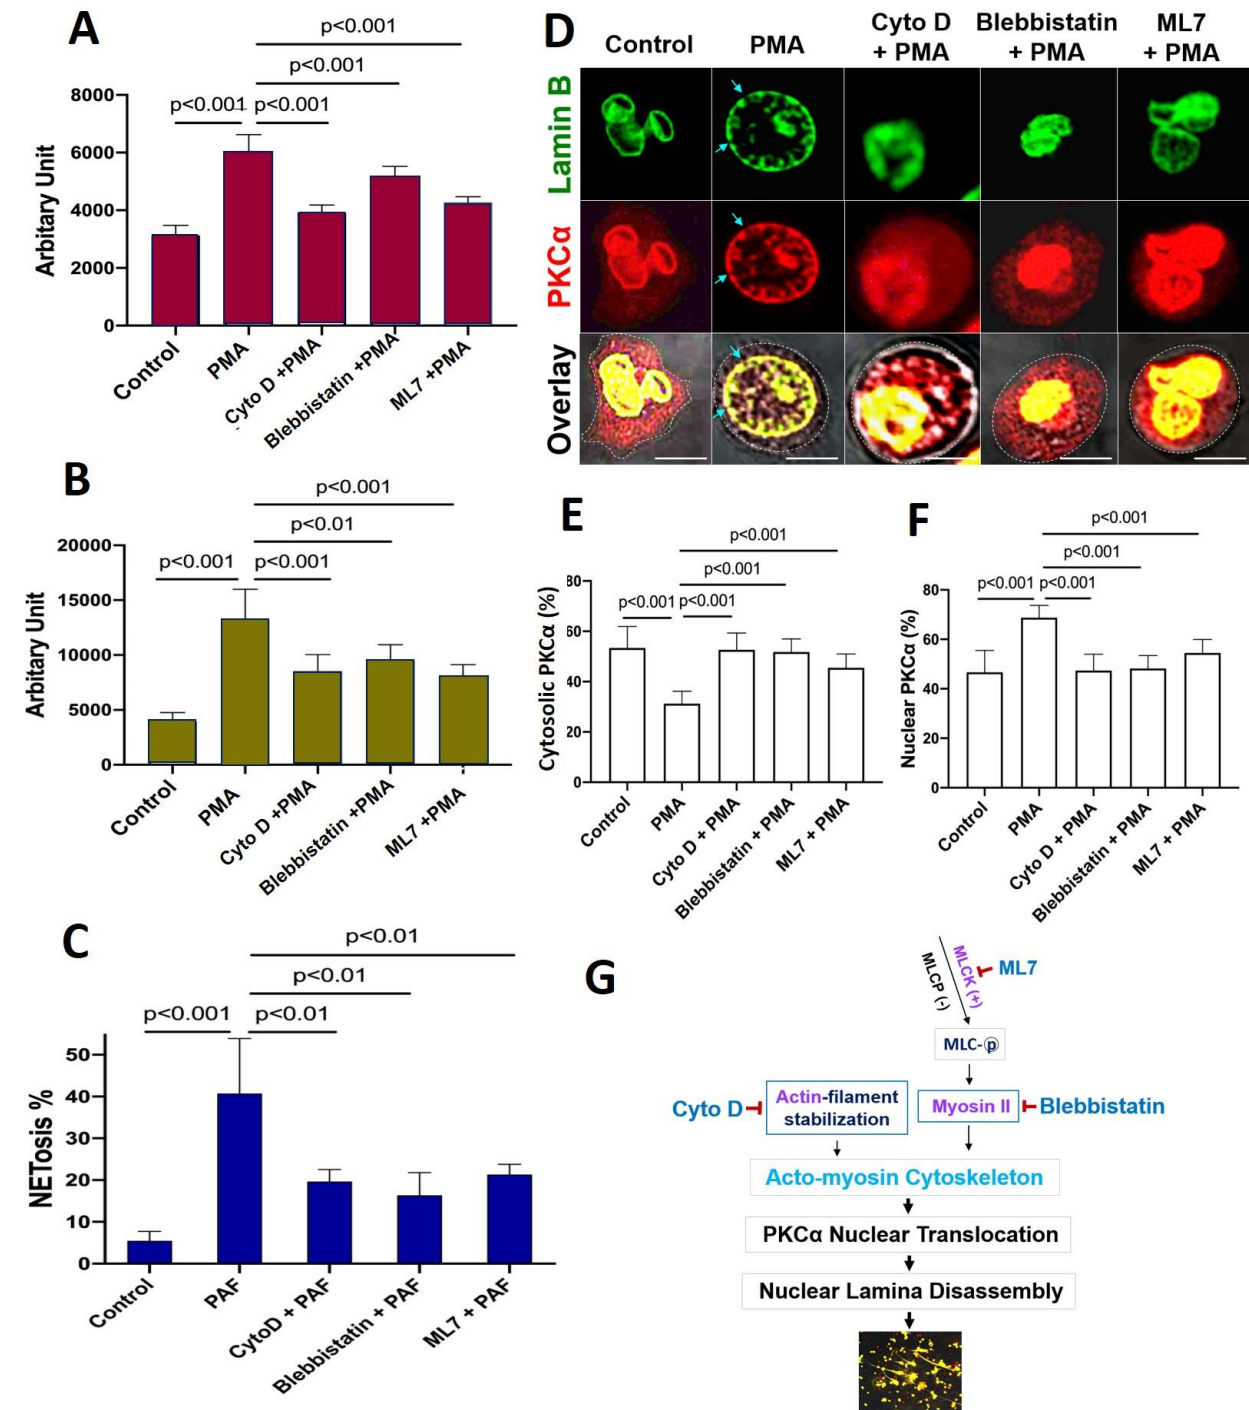 A
p<0.001
p<0.001
p<0.001 p<0.001
Arbitary Unit
8000
6000
4000
2000
0
Control
PMA
Cyto D +PMA
Blebbistatin +PMA
ML7 +PMA
B
p<0.001
p<0.01
p<0.001 p<0.001
Arbitary Unit
20000
15000
10000
5000
0
Control
PMA
Cyto D +PMA
Blebbistatin +PMA
ML7 +PMA
C
p<0.01
p<0.01
p<0.001 p<0.01
NETosis %
50
40
30
20
10
0
Control
PAF
CytoD + PAF
Blebbistatin + PAF
ML7 + PAF
D
Control
PMA
Cyto D
+ PMA
Blebbistatin
+ PMA
ML7
+ PMA
Lamin B
PKCα
Overlay
E
p<0.001
p<0.001
p<0.001 p<0.001
Cytosolic PKCα (%)
80
60
40
20
0
Control
PMA
Cyto D + PMA
Blebbistatin + PMA
ML7 + PMA
F
p<0.001
p<0.001
p<0.001 p<0.001
Nuclear PKCα (%)
80
60
40
20
0
Control
PMA
Cyto D + PMA
Blebbistatin + PMA
ML7 + PMA
G
MLCK (+)
MLCP (-)
ML7
MLC-ⓟ
Cyto D
Actin-filament
stabilization
Myosin II
Blebbistatin
Acto-myosin Cytoskeleton
PKCα Nuclear Translocation
Nuclear Lamina Disassembly